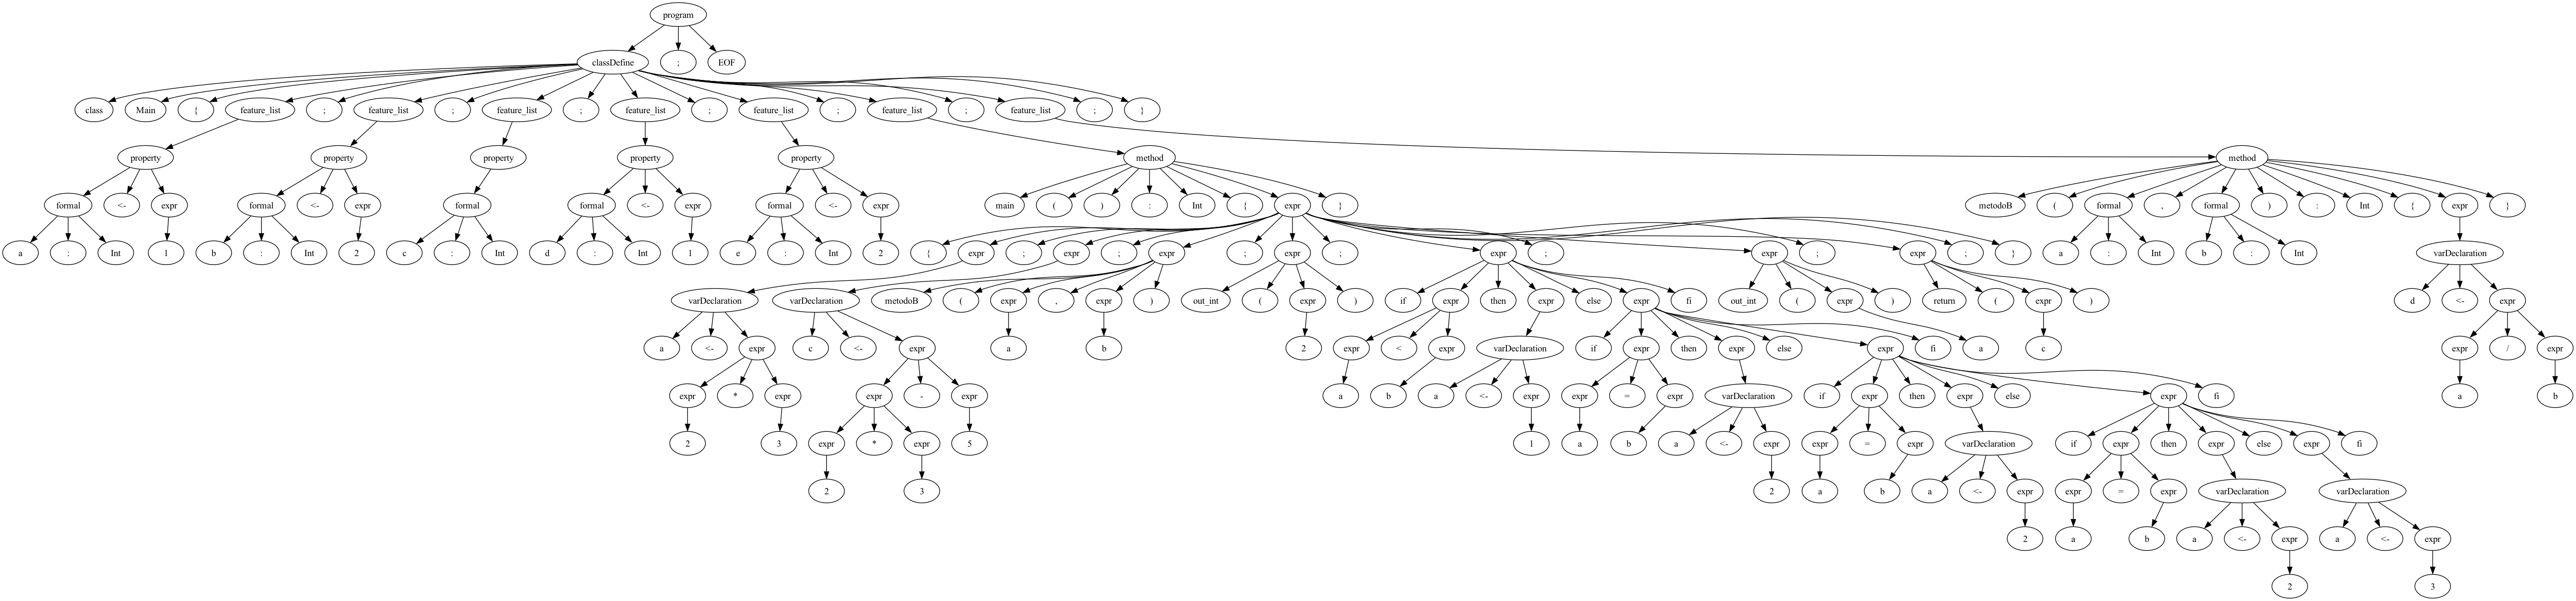 program
classDefine ; EOF
class Main { feature_list ; feature_list ; feature_list ; feature_list ; feature_list ; feature_list ; feature_list ; }
property property property property property method method
formal <- expr formal <- expr formal formal <- expr formal <- expr main ( ) : Int { expr } metodoB ( formal , formal ) : Int { expr }
a : Int 1 b : Int 2 c : Int d : Int 1 e : Int 2 { expr ; expr ; expr ; expr ; expr ; expr ; expr ; } a : Int b : Int varDeclaration
varDeclaration varDeclaration metodoB ( expr , expr ) out_int ( expr ) if expr then expr else expr fi out_int ( expr ) return ( expr ) d <- expr
a <- expr c <- expr a b 2 expr < expr varDeclaration if expr then expr else expr fi a c expr / expr
expr * expr expr - expr a b a <- expr expr = expr varDeclaration if expr then expr else expr fi a b
2 3 expr * expr 5 1 a b a <- expr expr = expr varDeclaration if expr then expr else expr fi
2 3 2 a b a <- expr expr = expr varDeclaration varDeclaration
2 a b a <- expr a <- expr
2 3